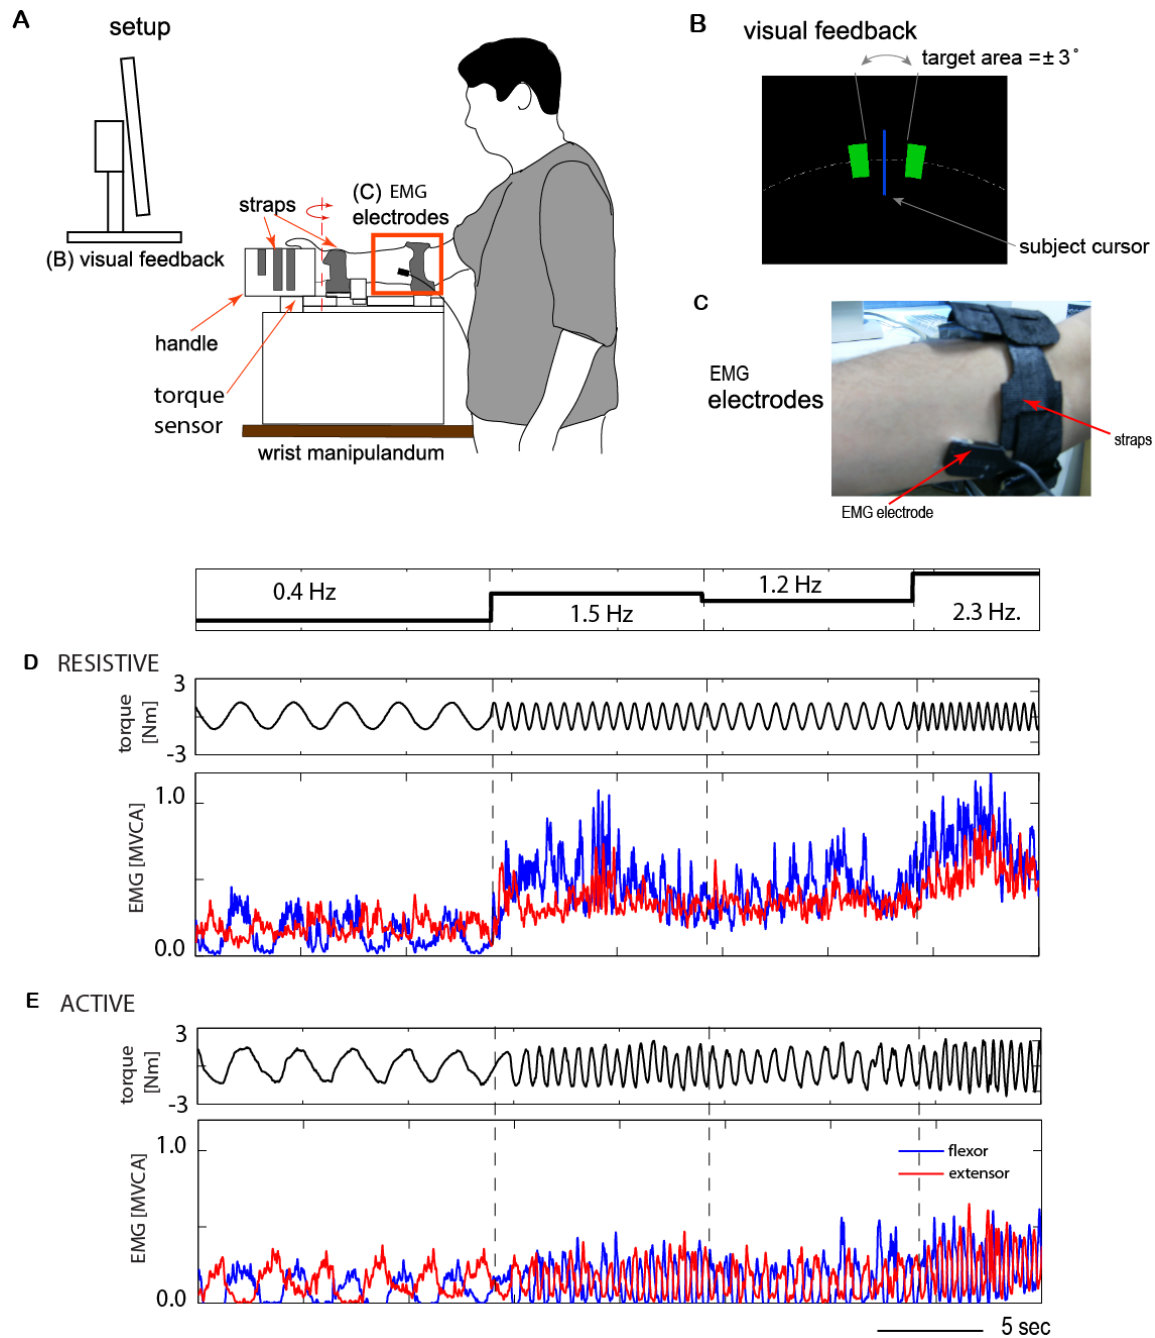 A
setup
straps
(C) EMG
electrodes
(B) visual feedback
handle
torque
sensor
wrist manipulandum
B
visual feedback
target area =± 3°
subject cursor
C
EMG
electrodes
straps
EMG electrode
0.4 Hz
1.5 Hz
1.2 Hz
2.3 Hz.
D RESISTIVE
torque
[Nm]
3
-3
EMG [MVCA]
1.0
0.0
E ACTIVE
torque
[Nm]
3
-3
EMG [MVCA]
1.0
0.0
flexor
extensor
5 sec